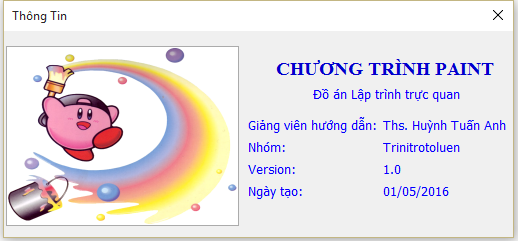 Thông Tin
CHƯƠNG TRÌNH PAINT
Đồ án Lập trình trực quan
Giảng viên hướng dẫn: Ths. Huỳnh Tuấn Anh
Nhóm: Trinitrotoluen
Version: 1.0
Ngày tạo: 01/05/2016